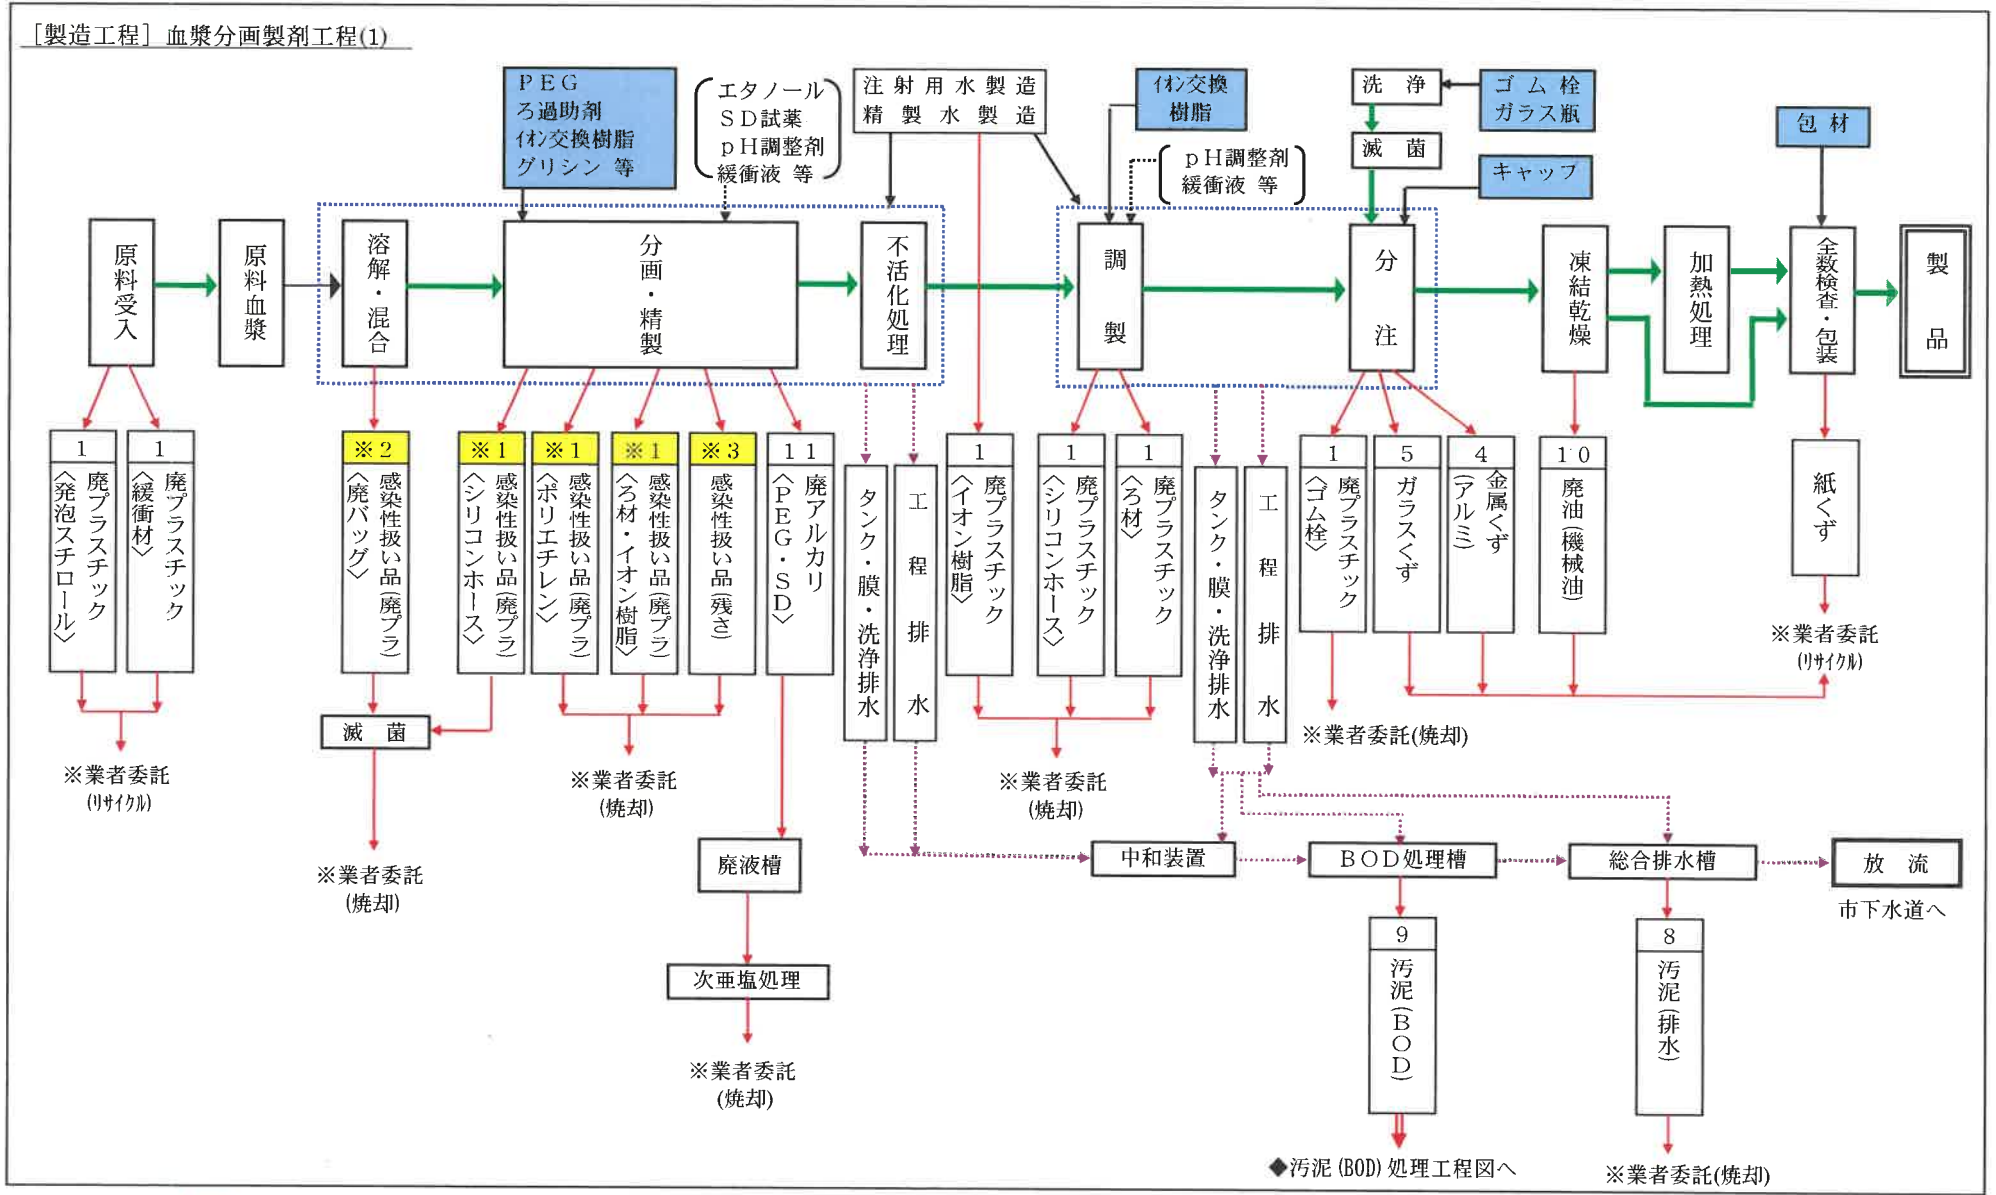 ［製造工程］血漿分画製剤工程(1)
ＰＥＧ
ろ過助剤
ｲｵﾝ交換樹脂
グリシン 等
エタノール
ＳＤ試薬
ｐＨ調整剤
緩衝液 等
注射用水製造
精製水製造
ｲｵﾝ交換
樹脂
ｐＨ調整剤
緩衝液 等
洗 浄
滅 菌
ゴム栓
ガラス瓶
キャップ
包材
原料受入
原料血漿
溶解・混合
分画・精製
不活化処理
調製
分注
凍結乾燥
加熱処理
全数検査・包装
製品
1
廃プラスチック
〈発泡スチロール〉
1
廃プラスチック
〈緩衝材〉
※2
感染性扱い品(廃プラ)
〈廃バッグ〉
※1
感染性扱い品(廃プラ)
〈シリコンホース〉
※1
感染性扱い品(廃プラ)
〈ポリエチレン〉
※1
感染性扱い品(廃プラ)
〈ろ材・イオン樹脂〉
※3
感染性扱い品(残さ)
11
廃アルカリ
〈ＰＥＧ・ＳＤ〉
タンク・膜・洗浄排水
工程排水
1
廃プラスチック
〈イオン樹脂〉
1
廃プラスチック
〈シリコンホース〉
1
廃プラスチック
〈ろ材〉
タンク・膜・洗浄排水
工程排水
1
廃プラスチック
〈ゴム栓〉
5
ガラスくず
4
金属くず
(アルミ)
10
廃油(機械油)
紙くず
※業者委託
(ﾘｻｲｸﾙ)
※業者委託
(ﾘｻｲｸﾙ)
滅 菌
※業者委託
(焼却)
※業者委託
(焼却)
※業者委託
(焼却)
※業者委託(焼却)
廃液槽
次亜塩処理
※業者委託
(焼却)
中和装置
ＢＯＤ処理槽
総合排水槽
放 流
市下水道へ
9
汚泥(ＢＯＤ)
8
汚泥(排水)
◆汚泥(BOD)処理工程図へ
※業者委託(焼却)